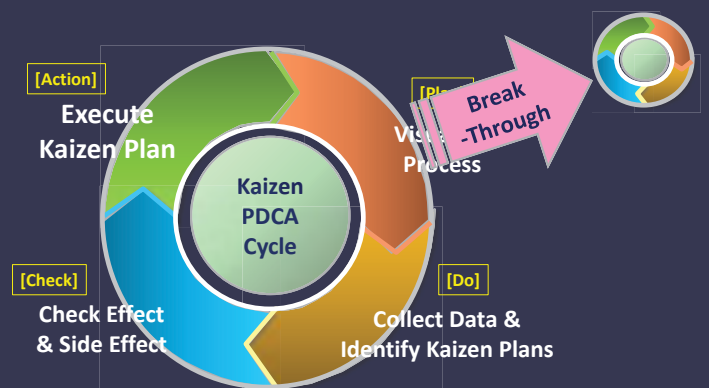 [Action]
Execute
Kaizen Plan
Break
-Through
Process
Kaizen
PDCA
Cycle
[Check]
Check Effect
& Side Effect
[Do]
Collect Data &
Identify Kaizen Plans